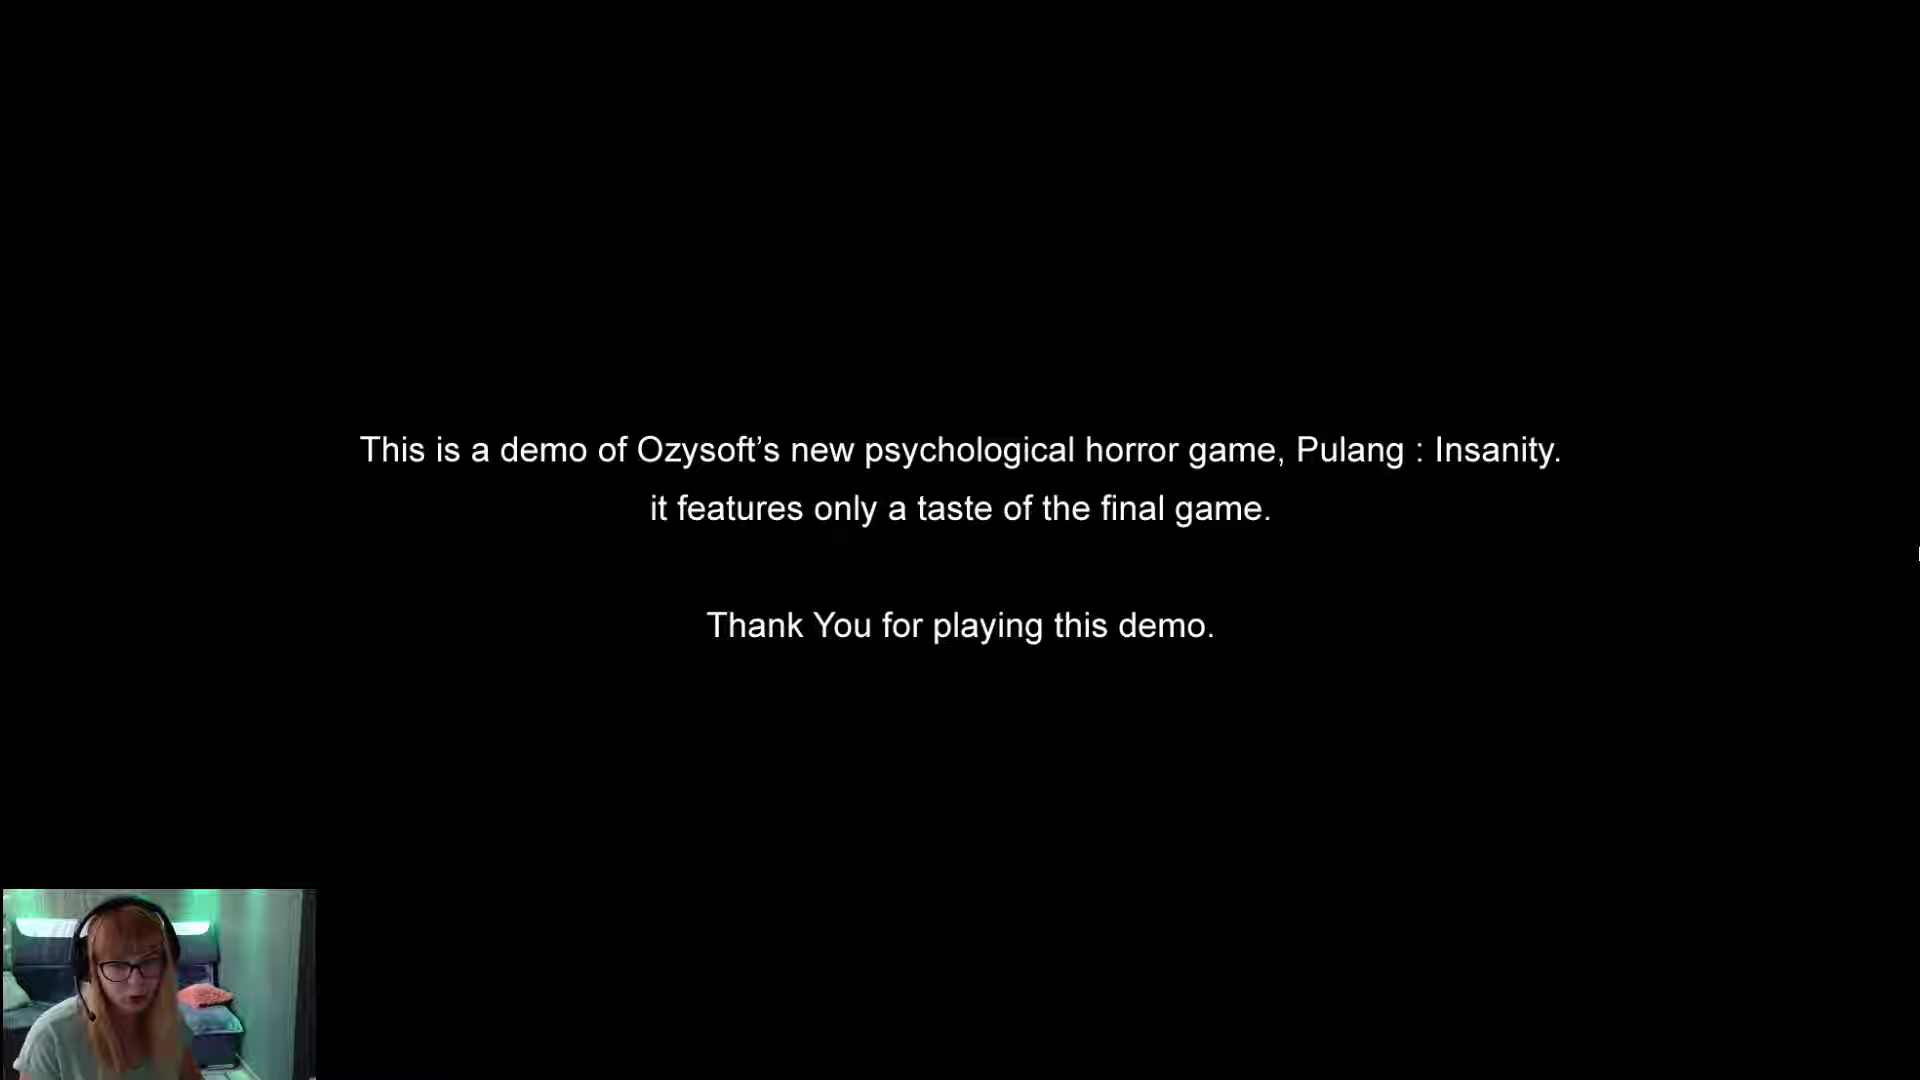 This is a demo of Ozysoft’s new psychological horror game, Pulang : Insanity.
it features only a taste of the final game.
Thank You for playing this demo.